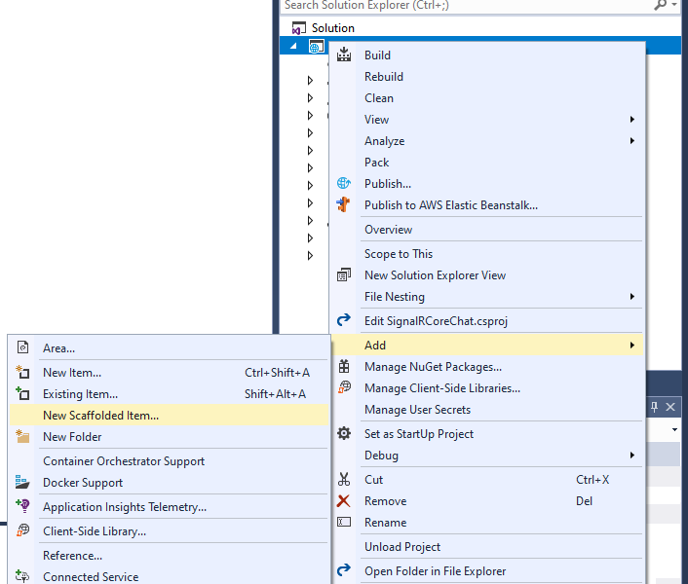 Search Solution Explorer (Ctrl+;)
Solution
Build
Rebuild
Clean
View
Analyze
Pack
Publish...
Publish to AWS Elastic Beanstalk...
Overview
Scope to This
New Solution Explorer View
File Nesting
Edit SignalRCoreChat.csproj
Add
Manage NuGet Packages...
Manage Client-Side Libraries...
Manage User Secrets
Set as StartUp Project
Debug
Cut Ctrl+X
Remove Del
Rename
Unload Project
Open Folder in File Explorer
Area...
New Item... Ctrl+Shift+A
Existing Item... Shift+Alt+A
New Scaffolded Item...
New Folder
Container Orchestrator Support
Docker Support
Application Insights Telemetry...
Client-Side Library...
Reference...
Connected Service